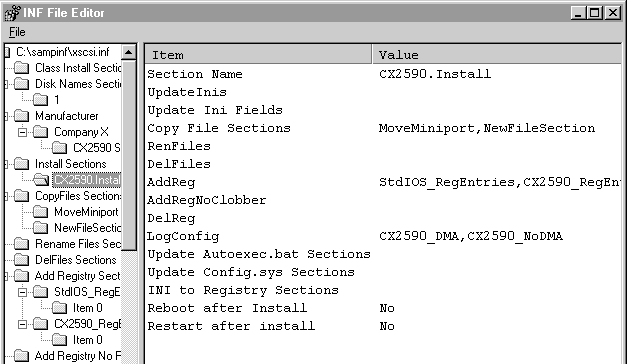 INF File Editor
File
C:\sampinf\xscsi.inf
Class Install Sectio
Disk Names Secti
1
Manufacturer
Company X
CX2590 S
Install Sections
CX2590.Instal
CopyFiles Section
MoveMiniport
NewFileSection
Rename Files Sec
DelFiles Sections
Add Registry Sect
StdIOS_RegE
Item 0
CX2590_RegE
Item 0
Add Registry No F
Item Value
Section Name CX2590.Install
UpdateInis
Update Ini Fields
Copy File Sections MoveMiniport,NewFileSection
RenFiles
DelFiles
AddReg StdIOS_RegEntries,CX2590_RegEn
AddRegNoClobber
DelReg
LogConfig CX2590_DMA,CX2590_NoDMA
Update Autoexec.bat Sections
Update Config.sys Sections
INI to Registry Sections
Reboot after Install No
Restart after install No